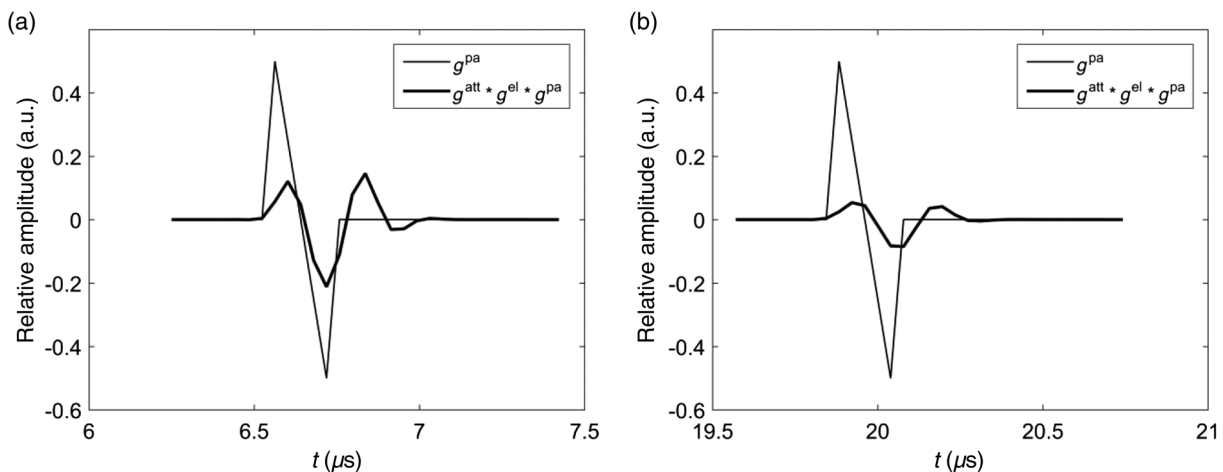 (a)
Relative amplitude (a.u.)
0.4
0.2
0
-0.2
-0.4
-0.6
6
6.5
7
7.5
t (μs)
g^pa
g^att * g^el * g^pa
(b)
Relative amplitude (a.u.)
0.4
0.2
0
-0.2
-0.4
-0.6
19.5
20
20.5
21
t (μs)
g^pa
g^att * g^el * g^pa